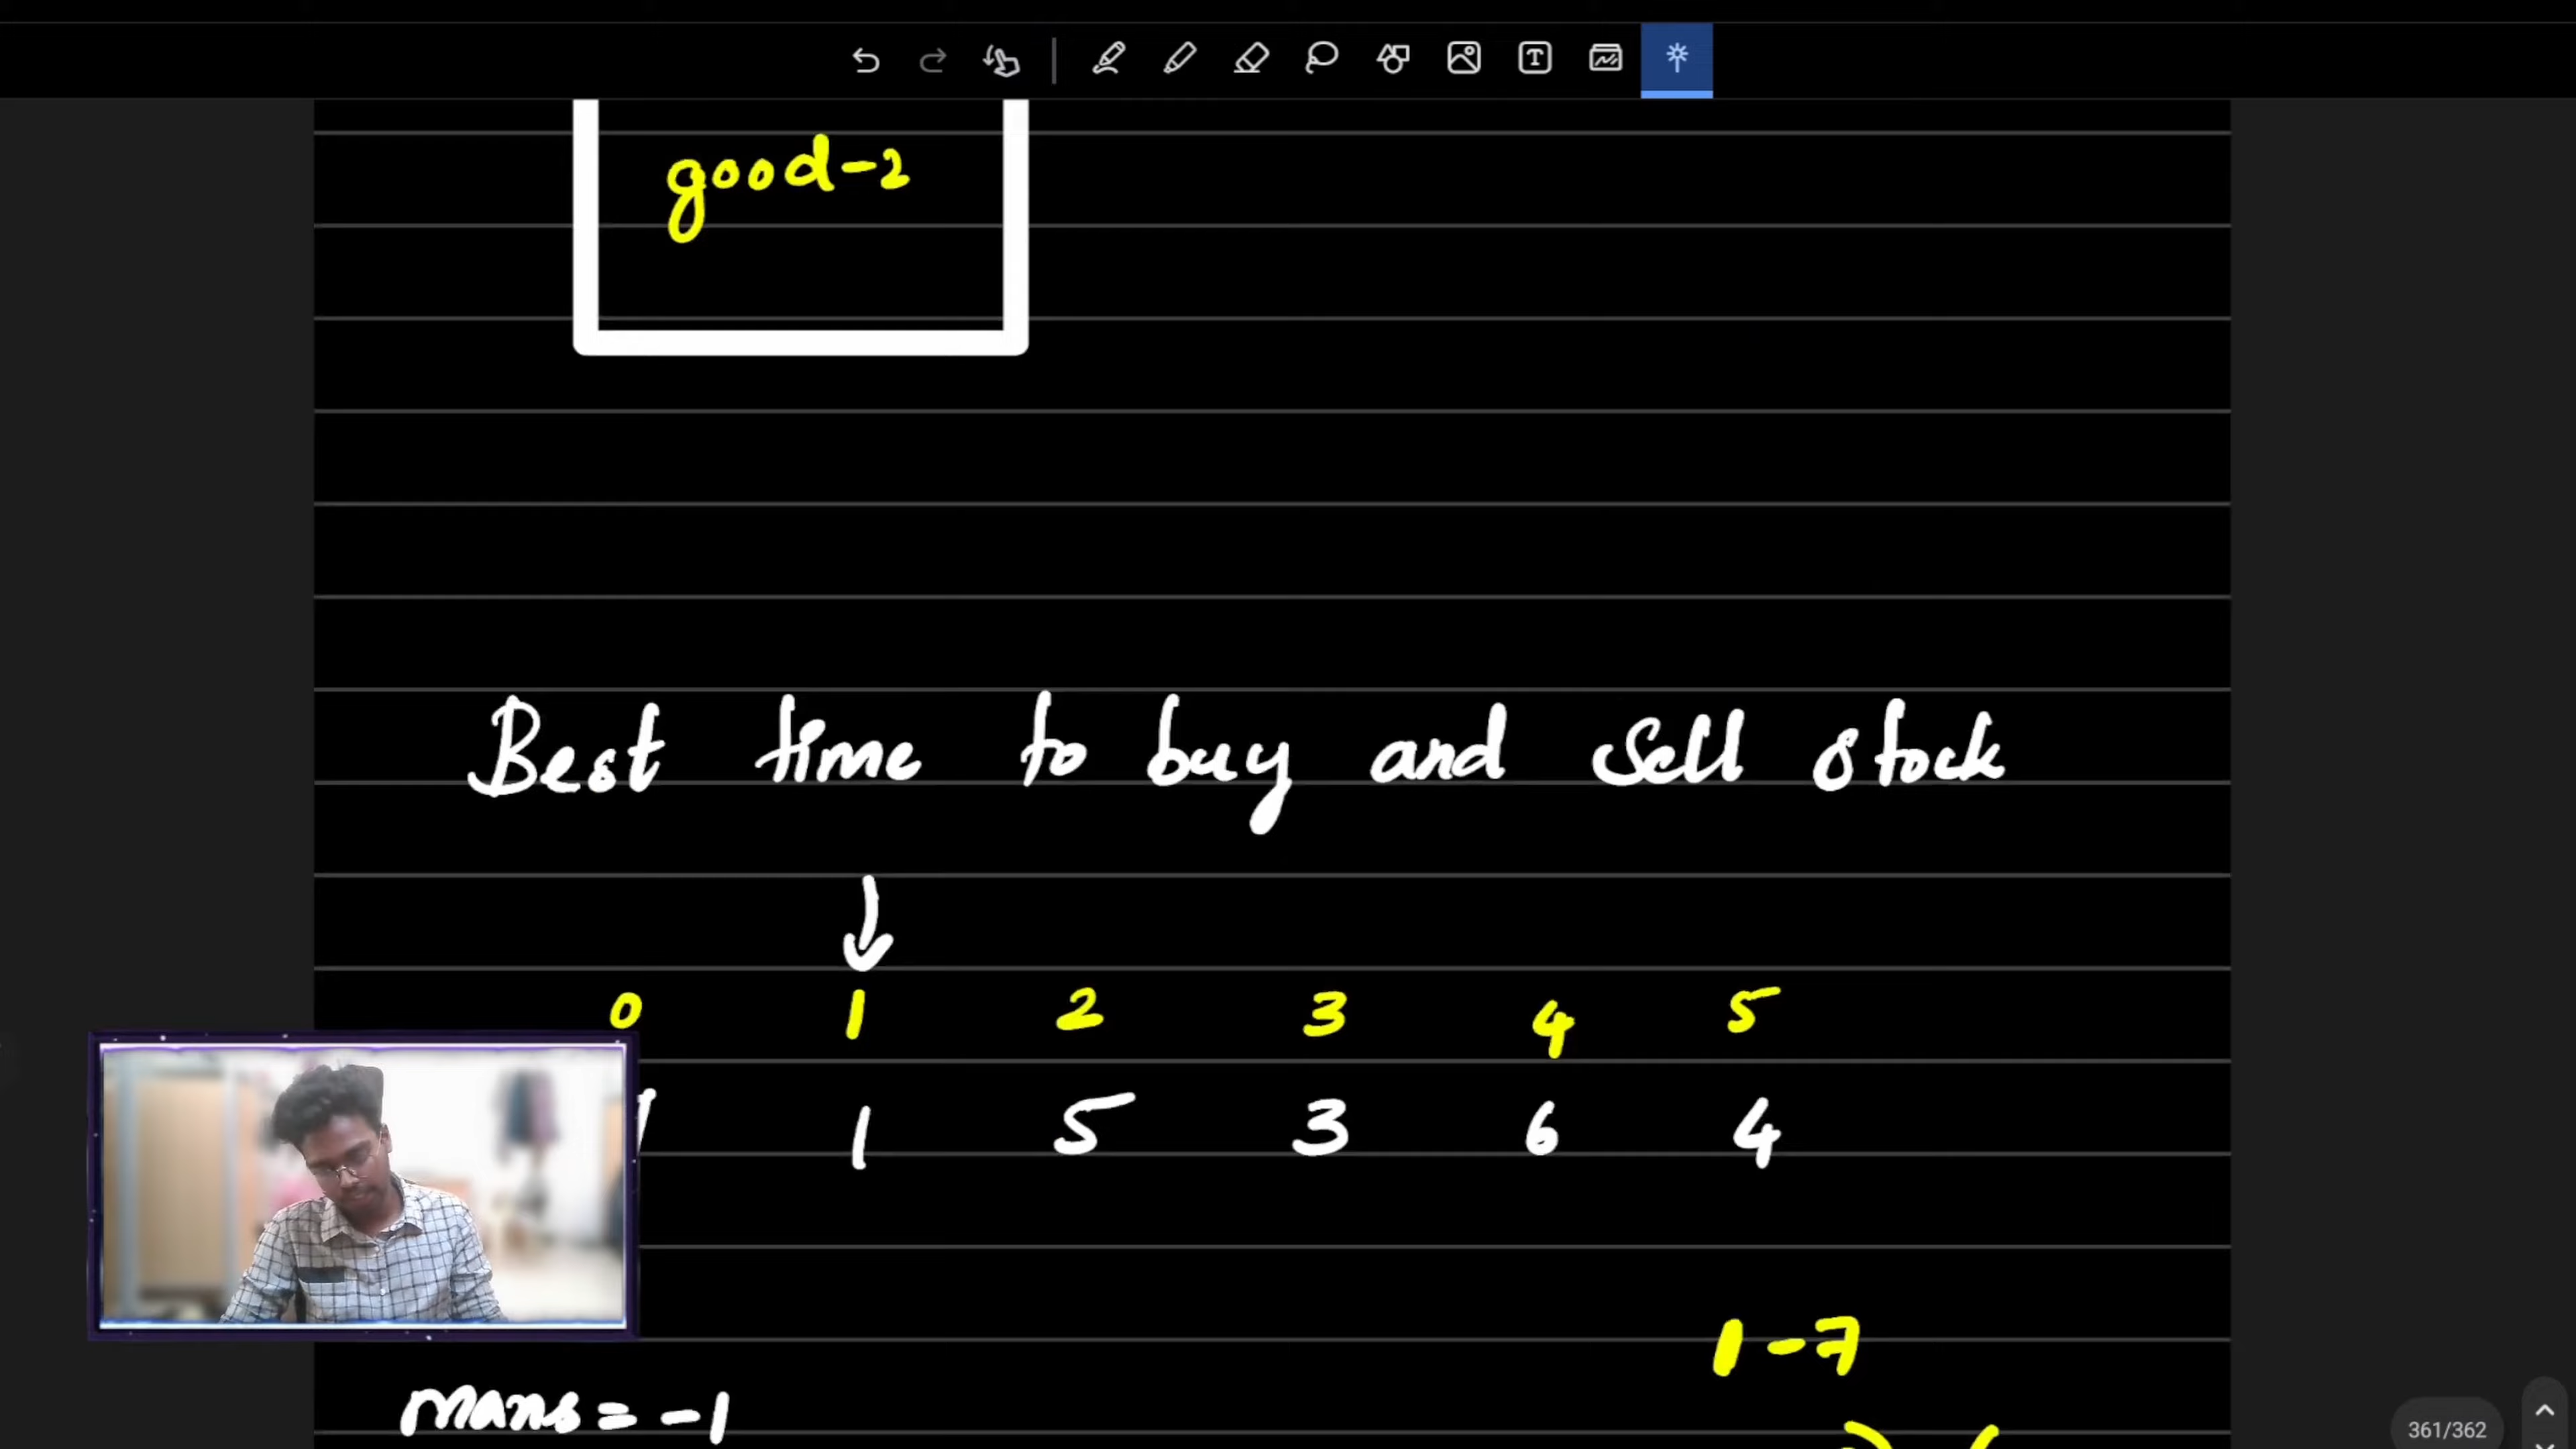 good-2
Best time to buy and sell stock
0 1 2 3 4 5
1 5 3 6 4
1-7
= -1
361/362